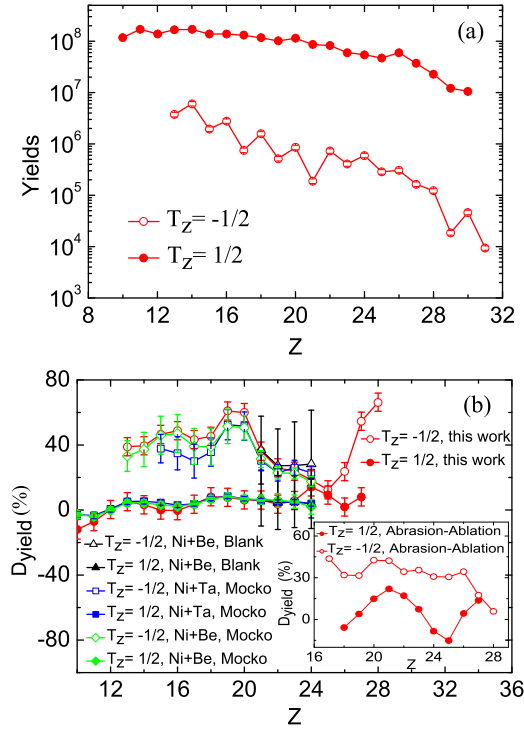 (a)
10^8
10^7
10^6
10^5
10^4
10^3
Yields
T_Z= -1/2
T_Z= 1/2
8 12 16 20 24 28 32
Z
(b)
80
40
0
-40
-80
D_yield (%)
T_Z= -1/2, this work
T_Z= 1/2, this work
T_Z= -1/2, Ni+Be, Blank
T_Z= 1/2, Ni+Be, Blank
T_Z= -1/2, Ni+Ta, Mocko
T_Z= 1/2, Ni+Ta, Mocko
T_Z= -1/2, Ni+Be, Mocko
T_Z= 1/2, Ni+Be, Mocko
T_Z= 1/2, Abrasion-Ablation
T_Z= -1/2, Abrasion-Ablation
60
30
0
D_yield (%)
16 18 20 22 24 26 28
Z
12 16 20 24 28 32 36
Z